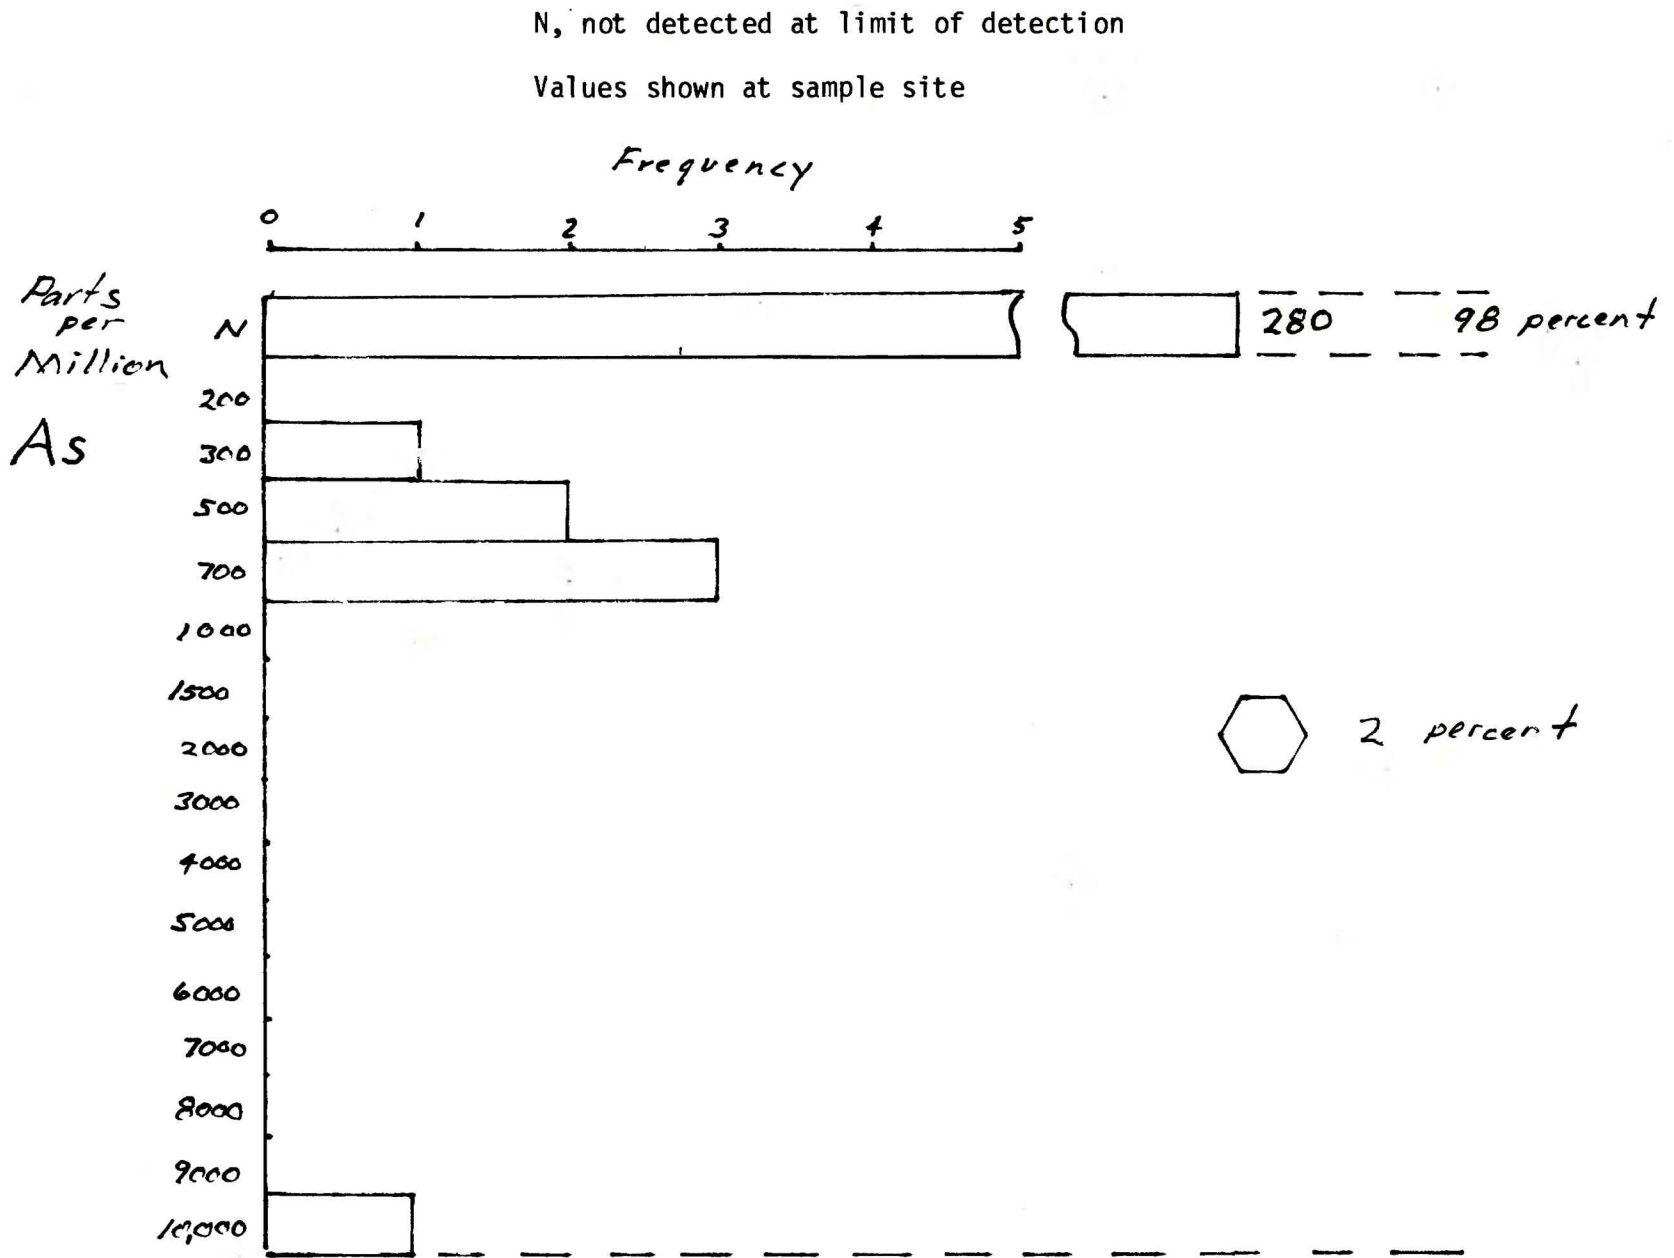 N, not detected at limit of detection
Values shown at sample site
Frequency
0 1 2 3 4 5
Parts
per
Million
N 280 98 percent
200
As
300
500
700
1000
1500
2 percent
2000
3000
4000
5000
6000
7000
8000
9000
10,000